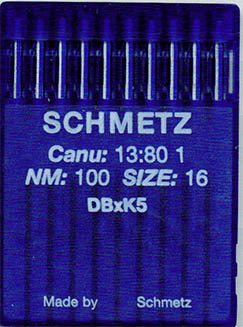 SCHMETZ
Canu: 13:80 1
NM: 100 SIZE: 16
DBxK5
Made by Schmetz